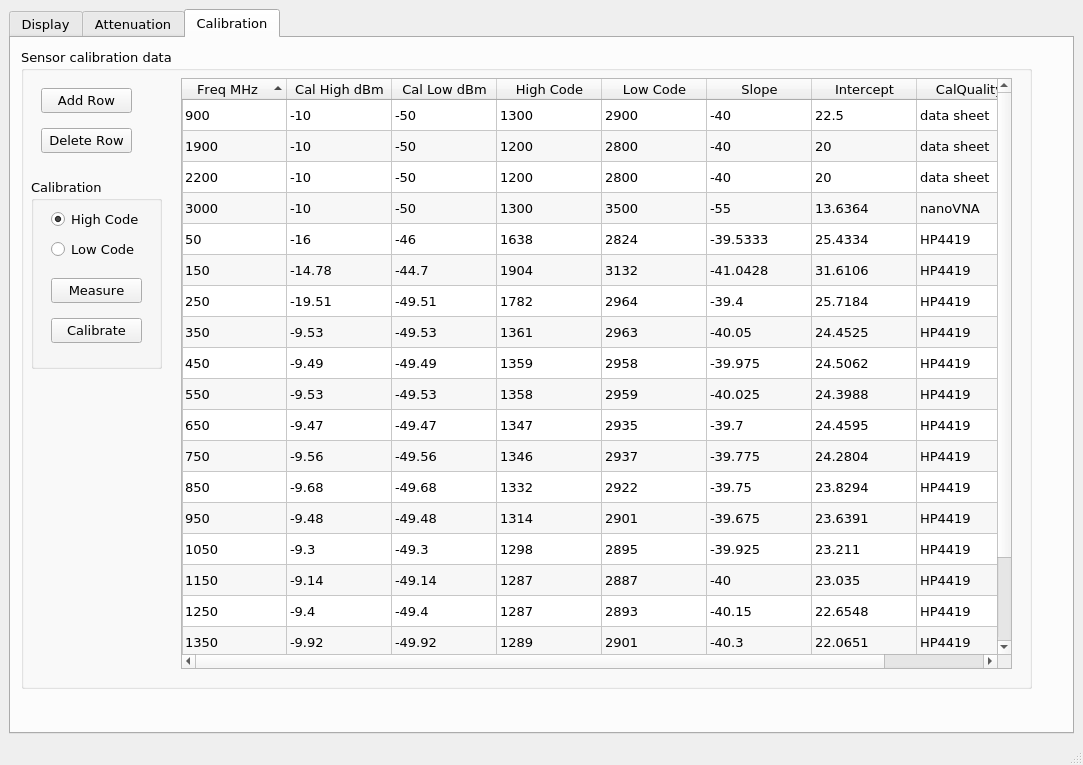 Display Attenuation Calibration
Sensor calibration data
Add Row
Delete Row
Calibration
High Code
Low Code
Measure
Calibrate
Freq MHz Cal High dBm Cal Low dBm High Code Low Code Slope Intercept CalQuality
900 -10 -50 1300 2900 -40 22.5 data sheet
1900 -10 -50 1200 2800 -40 20 data sheet
2200 -10 -50 1200 2800 -40 20 data sheet
3000 -10 -50 1300 3500 -55 13.6364 nanoVNA
50 -16 -46 1638 2824 -39.5333 25.4334 HP4419
150 -14.78 -44.7 1904 3132 -41.0428 31.6106 HP4419
250 -19.51 -49.51 1782 2964 -39.4 25.7184 HP4419
350 -9.53 -49.53 1361 2963 -40.05 24.4525 HP4419
450 -9.49 -49.49 1359 2958 -39.975 24.5062 HP4419
550 -9.53 -49.53 1358 2959 -40.025 24.3988 HP4419
650 -9.47 -49.47 1347 2935 -39.7 24.4595 HP4419
750 -9.56 -49.56 1346 2937 -39.775 24.2804 HP4419
850 -9.68 -49.68 1332 2922 -39.75 23.8294 HP4419
950 -9.48 -49.48 1314 2901 -39.675 23.6391 HP4419
1050 -9.3 -49.3 1298 2895 -39.925 23.211 HP4419
1150 -9.14 -49.14 1287 2887 -40 23.035 HP4419
1250 -9.4 -49.4 1287 2893 -40.15 22.6548 HP4419
1350 -9.92 -49.92 1289 2901 -40.3 22.0651 HP4419